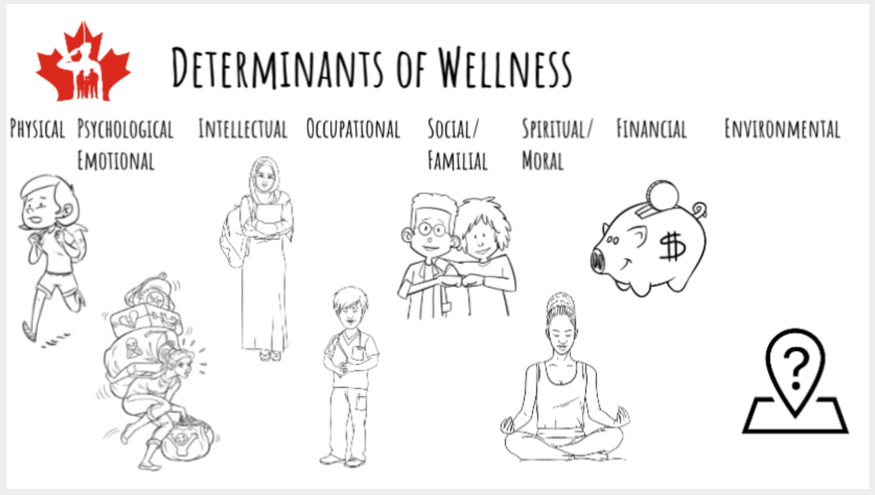 Determinants of Wellness
Physical
Psychological
Emotional
Intellectual
Occupational
Social/
Familial
Spiritual/
Moral
Financial
Environmental
$
?